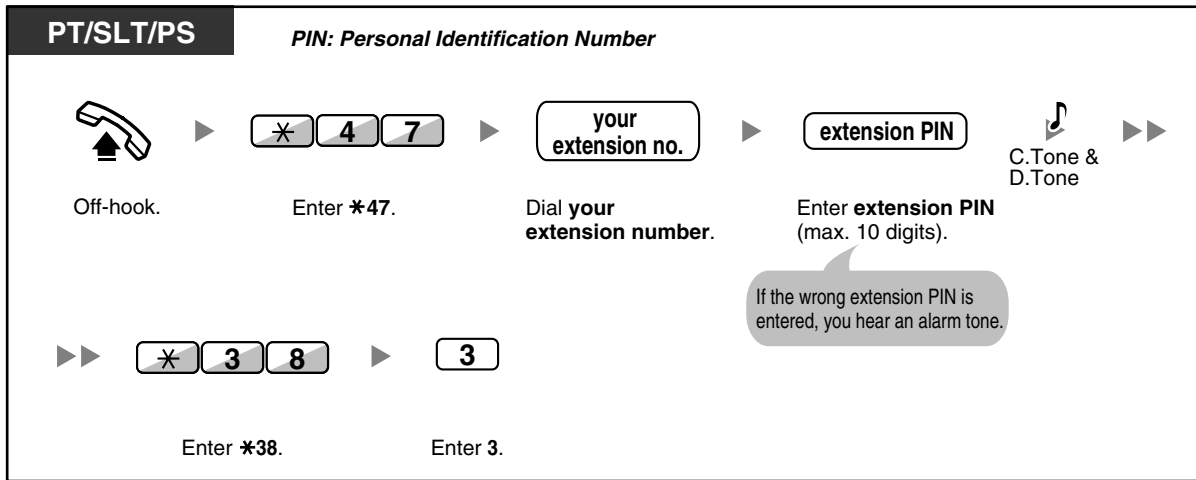 PT/SLT/PS
PIN: Personal Identification Number
* 4 7
your
extension no.
extension PIN
C.Tone &
D.Tone
Off-hook.
Enter *47.
Dial your
extension number.
Enter extension PIN
(max. 10 digits).
If the wrong extension PIN is
entered, you hear an alarm tone.
* 3 8
3
Enter *38.
Enter 3.